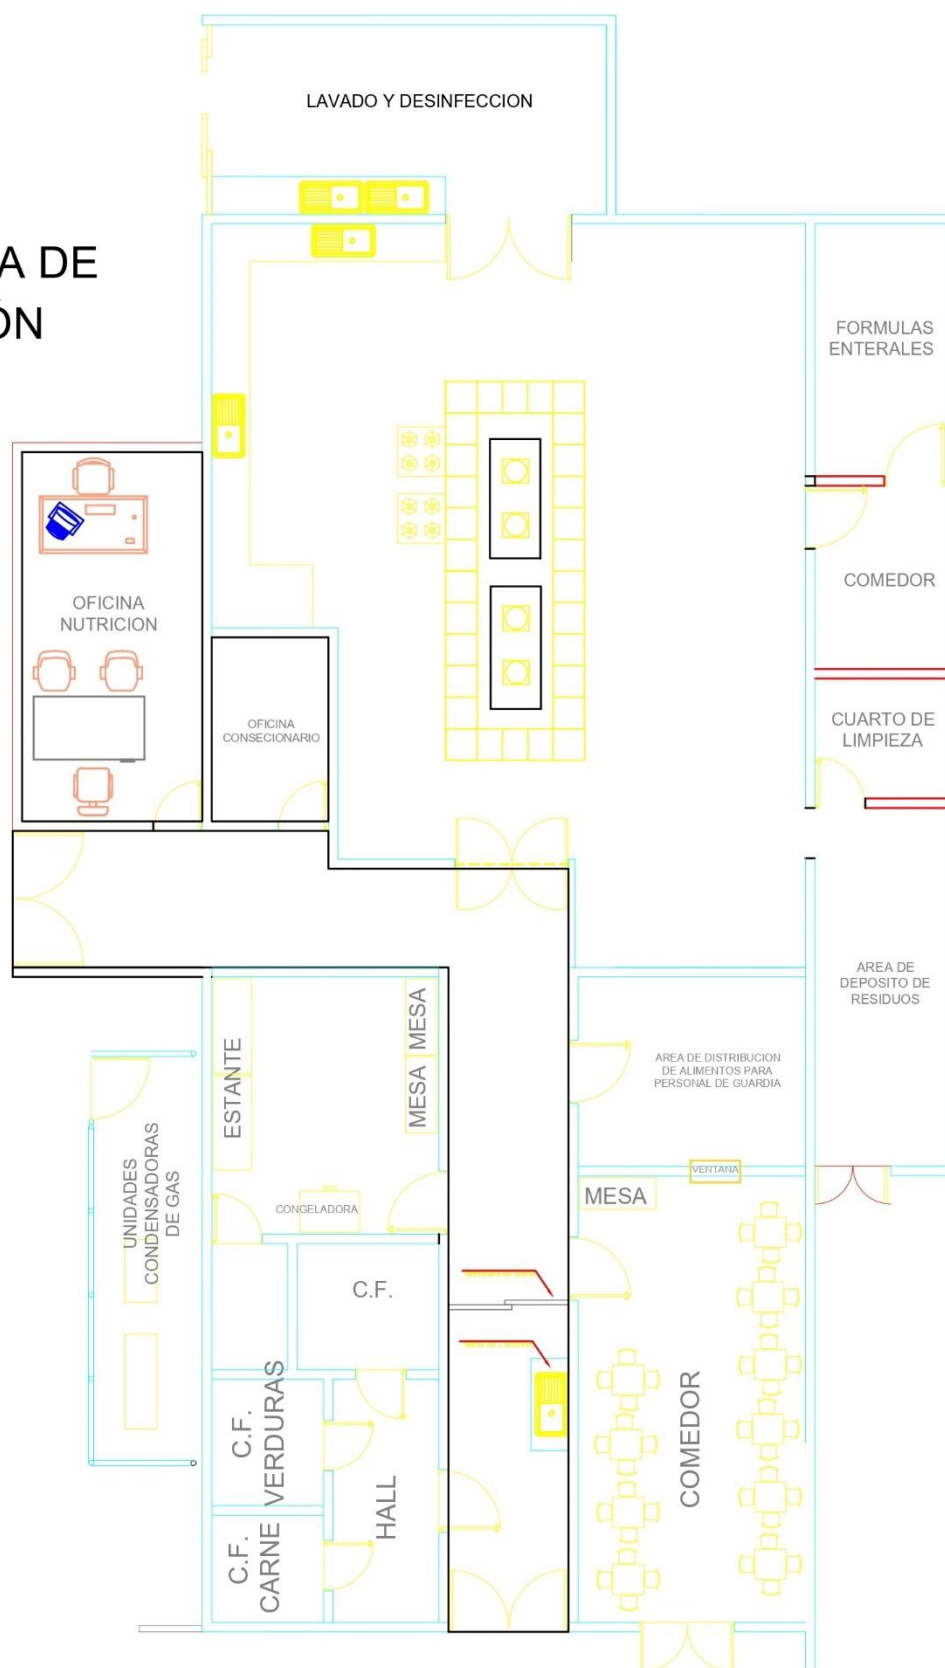 LAVADO Y DESINFECCION
A DE
ÓN
FORMULAS
ENTERALES
COMEDOR
OFICINA
NUTRICION
OFICINA
CONSECIONARIO
CUARTO DE
LIMPIEZA
AREA DE
DEPOSITO DE
RESIDUOS
ESTANTE
MESA
MESA
AREA DE DISTRIBUCION
DE ALIMENTOS PARA
PERSONAL DE GUARDIA
VENTANA
MESA
UNIDADES
CONDENSADORAS
DE GAS
CONGELADORA
C.F.
C.F.
VERDURAS
HALL
COMEDOR
C.F.
CARNE